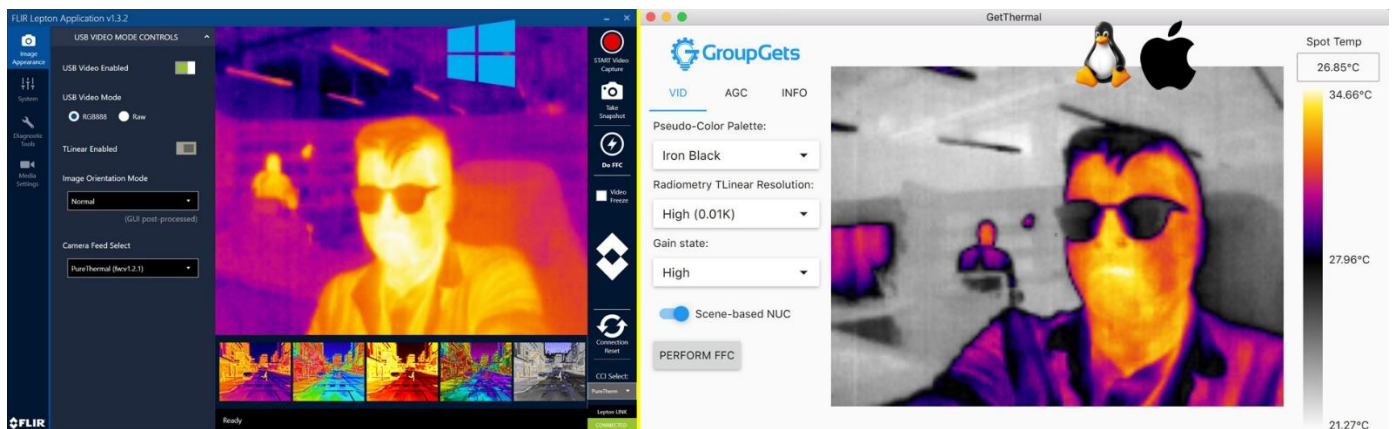 FLIR Lepton Application v1.3.2
Image Appearance
System
Diagnostic Tools
Media Settings
FLIR
USB VIDEO MODE CONTROLS
USB Video Enabled
USB Video Mode
RGB888 Raw
TLinear Enabled
Image Orientation Mode
Normal
(GUI post-processed)
Camera Feed Select
PureThermal (fw:v1.2.1)
Ready
START Video Capture
Take Snapshot
Do FFC
Video Freeze
Connection Reset
CCI Select:
PureTherm
Lepton LINK
CONNECTED
GetThermal
GroupGets
VID AGC INFO
Pseudo-Color Palette:
Iron Black
Radiometry TLinear Resolution:
High (0.01K)
Gain state:
High
Scene-based NUC
PERFORM FFC
Spot Temp
26.85°C
34.66°C
27.96°C
21.27°C